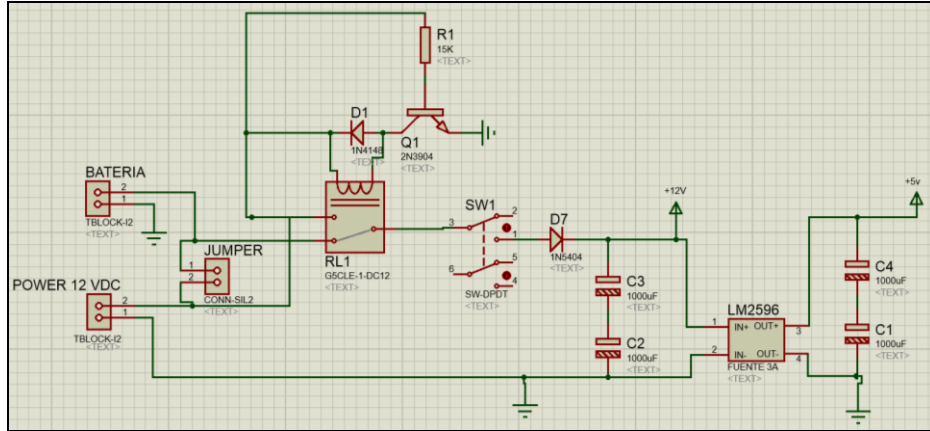 R1
15K
<TEXT>
D1
1N4148
<TEXT>
Q1
2N3904
<TEXT>
BATERIA
2
1
TBLOCK-I2
<TEXT>
JUMPER
1
2
CONN-SIL2
<TEXT>
POWER 12 VDC
2
1
TBLOCK-I2
<TEXT>
RL1
G5CLE-1-DC12
<TEXT>
SW1
3
2
1
6
5
4
SW-DPDT
<TEXT>
D7
1N5404
<TEXT>
+12V
C3
1000uF
<TEXT>
C2
1000uF
<TEXT>
LM2596
1
IN+
OUT+
3
2
IN-
OUT-
4
FUENTE 3A
<TEXT>
+5v
C4
1000uF
<TEXT>
C1
1000uF
<TEXT>